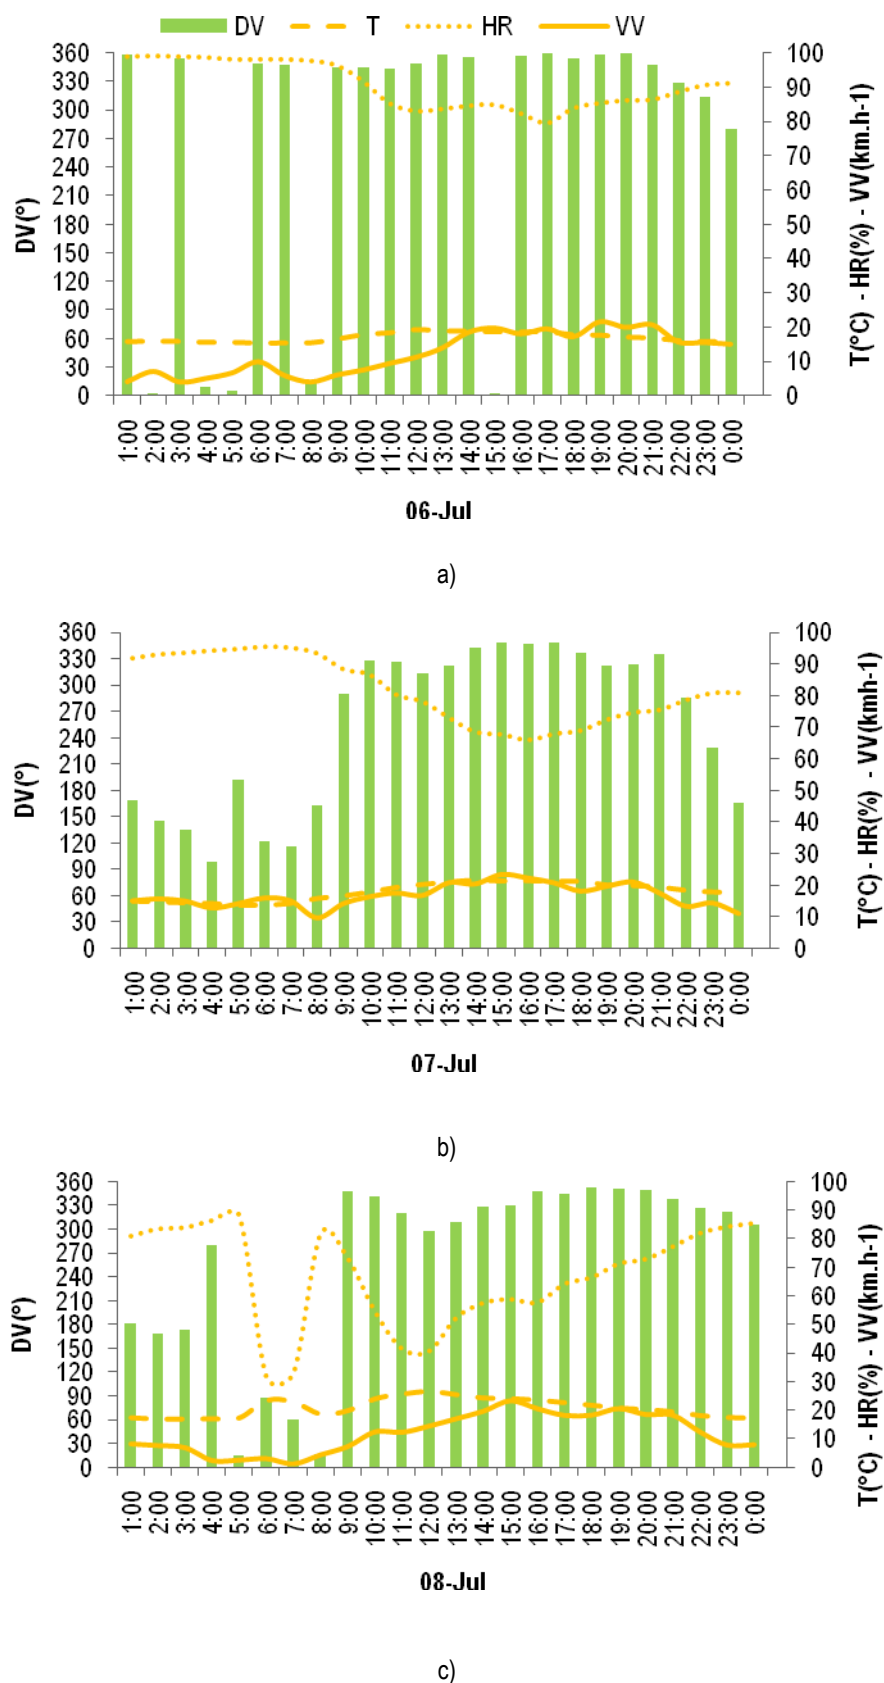 DV T HR VV
360 330 300 270 240 210 180 150 120 90 60 30 0
DV(°)
100 90 80 70 60 50 40 30 20 10 0
T(°C) - HR(%) - VV(km.h-1)
1:00 2:00 3:00 4:00 5:00 6:00 7:00 8:00 9:00 10:00 11:00 12:00 13:00 14:00 15:00 16:00 17:00 18:00 19:00 20:00 21:00 22:00 23:00 0:00
06-Jul
a)
360 330 300 270 240 210 180 150 120 90 60 30 0
DV(°)
100 90 80 70 60 50 40 30 20 10 0
T(°C) - HR(%) - VV(kmh-1)
1:00 2:00 3:00 4:00 5:00 6:00 7:00 8:00 9:00 10:00 11:00 12:00 13:00 14:00 15:00 16:00 17:00 18:00 19:00 20:00 21:00 22:00 23:00 0:00
07-Jul
b)
360 330 300 270 240 210 180 150 120 90 60 30 0
DV(°)
100 90 80 70 60 50 40 30 20 10 0
T(°C) - HR(%) - VV(km.h-1)
1:00 2:00 3:00 4:00 5:00 6:00 7:00 8:00 9:00 10:00 11:00 12:00 13:00 14:00 15:00 16:00 17:00 18:00 19:00 20:00 21:00 22:00 23:00 0:00
08-Jul
c)